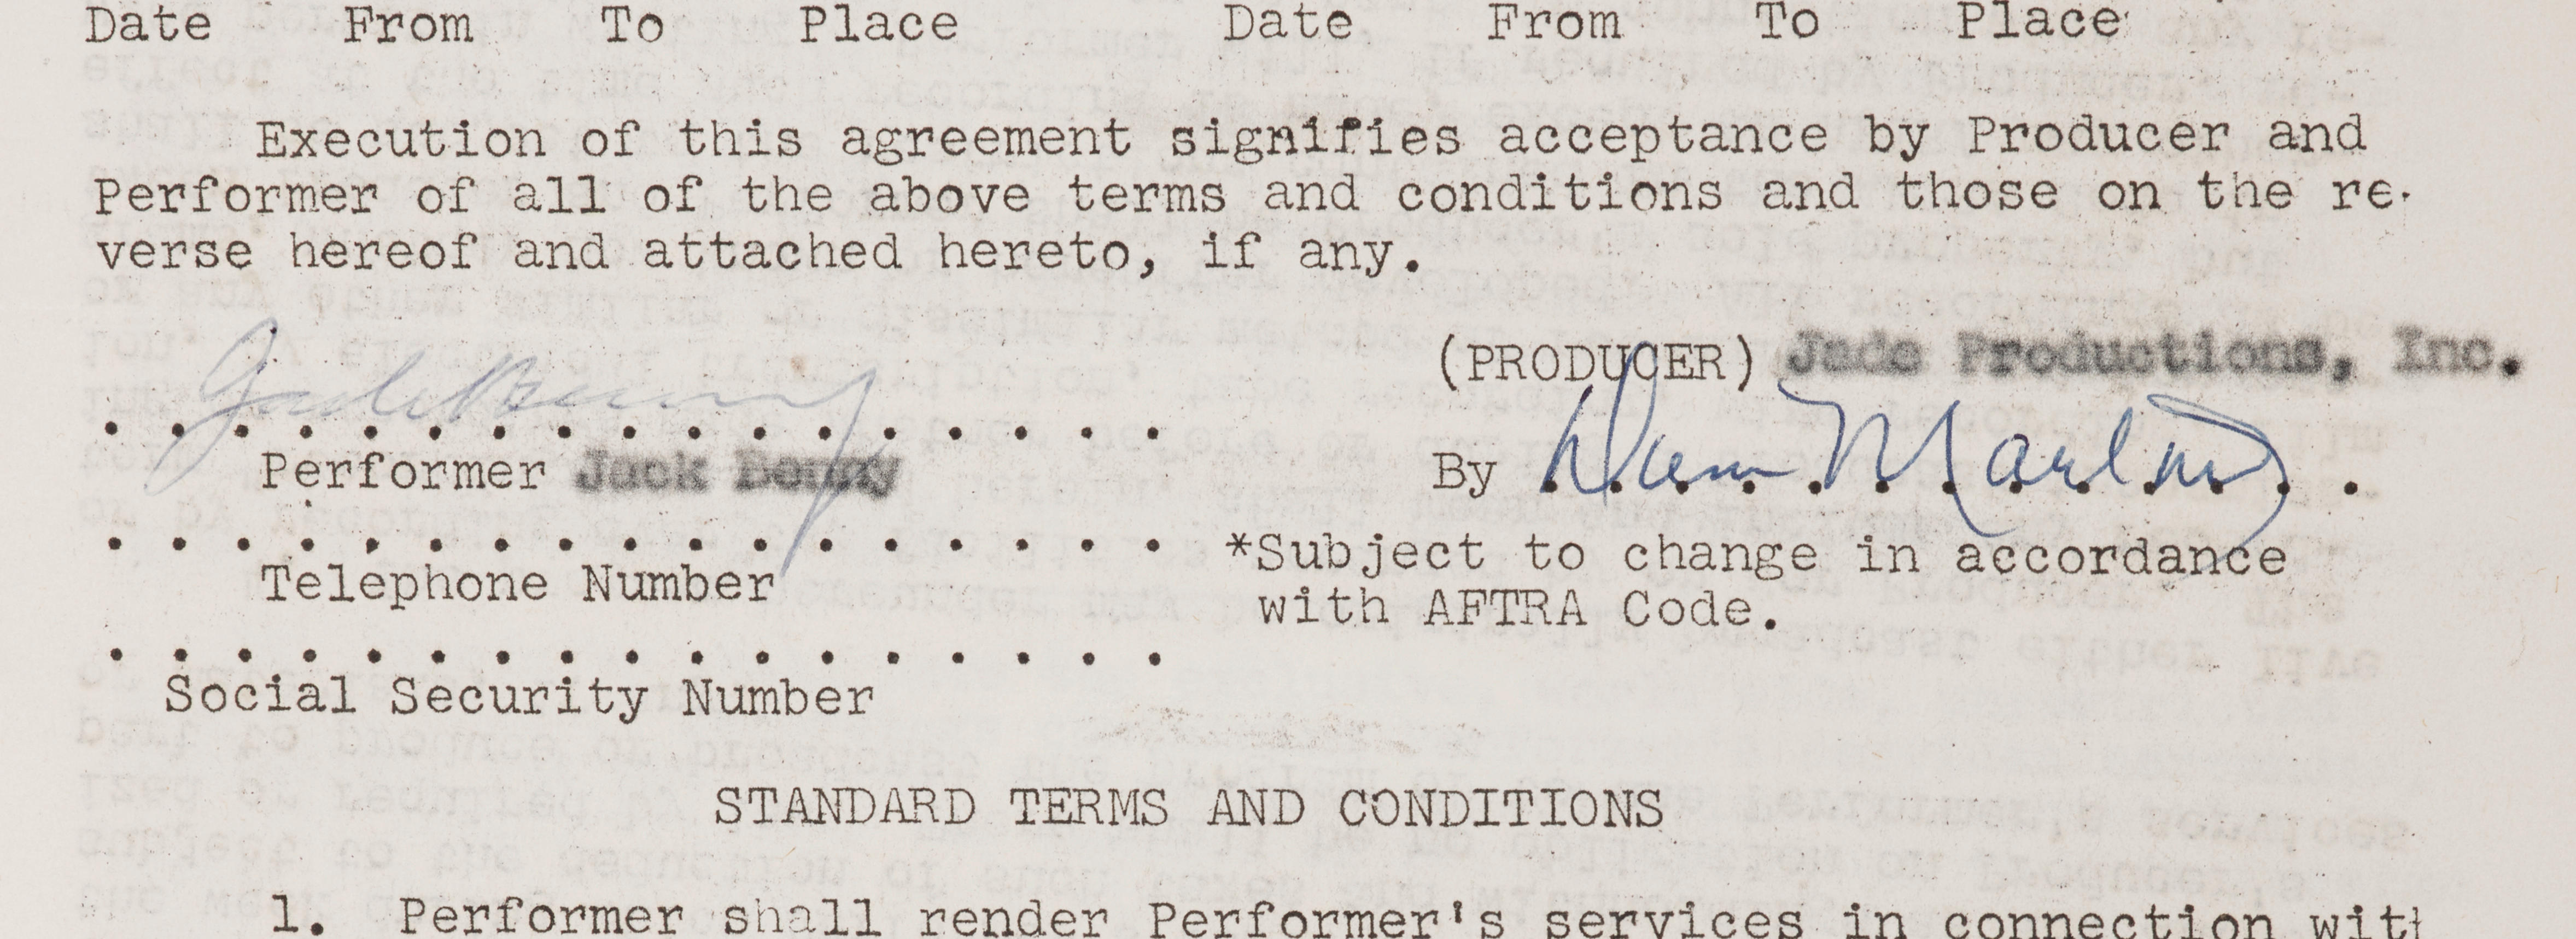 Date From To Place Date From To Place
Execution of this agreement signifies acceptance by Producer and
Performer of all of the above terms and conditions and those on the re-
verse hereof and attached hereto, if any.
Jack Benny
Performer Jack Benny
Telephone Number
Social Security Number
(PRODUCER) Jade Productions, Inc.
By Dean Martin
*Subject to change in accordance
with AFTRA Code.
STANDARD TERMS AND CONDITIONS
1. Performer shall render Performer's services in connection with